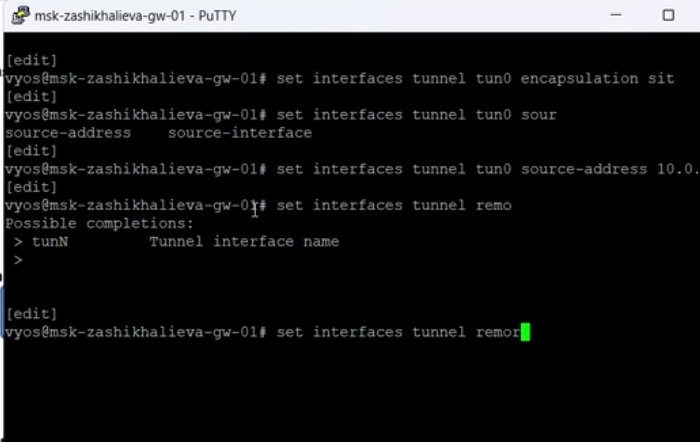 msk-zashikhalieva-gw-01 - PuTTY
[edit]
vyos@msk-zashikhalieva-gw-01# set interfaces tunnel tun0 encapsulation sit
[edit]
vyos@msk-zashikhalieva-gw-01# set interfaces tunnel tun0 sour
source-address    source-interface
[edit]
vyos@msk-zashikhalieva-gw-01# set interfaces tunnel tun0 source-address 10.0.
[edit]
vyos@msk-zashikhalieva-gw-01# set interfaces tunnel remo
Possible completions:
 > tunN         Tunnel interface name
 >
[edit]
vyos@msk-zashikhalieva-gw-01# set interfaces tunnel remor